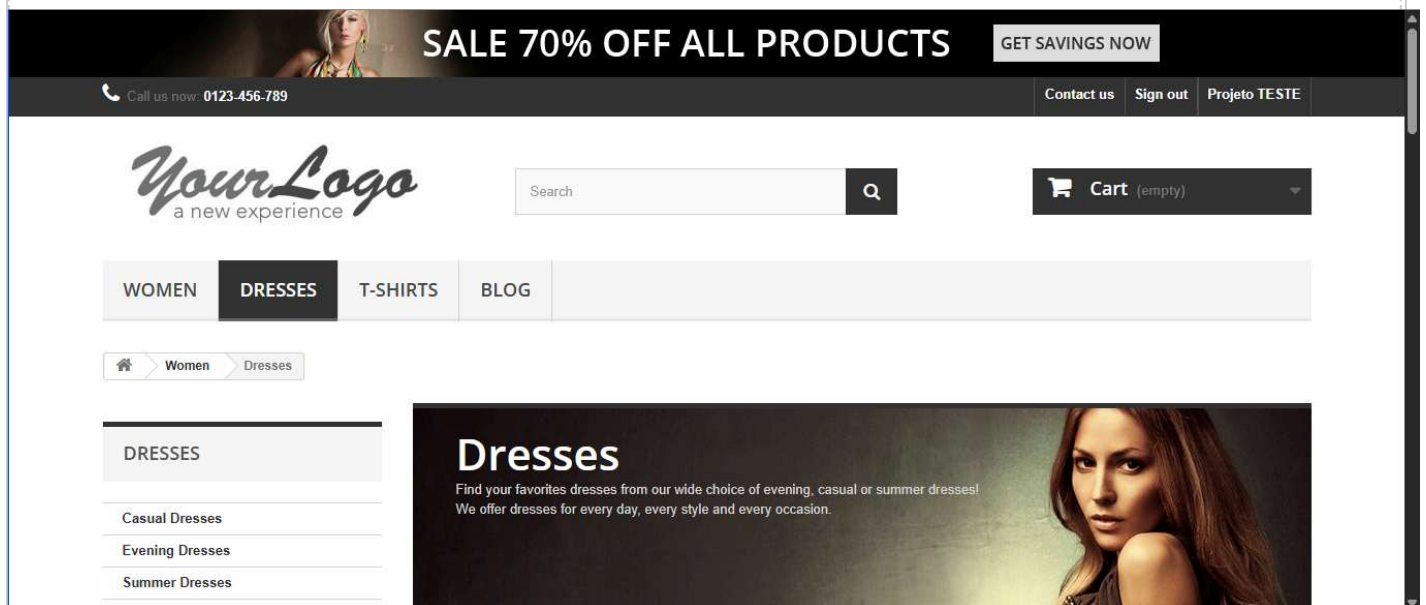 SALE 70% OFF ALL PRODUCTS GET SAVINGS NOW
Call us now: 0123-456-789 Contact us Sign out Projeto TESTE
Your Logo
a new experience
Search
Cart (empty)
WOMEN DRESSES T-SHIRTS BLOG
Women Dresses
DRESSES
Casual Dresses
Evening Dresses
Summer Dresses
Dresses
Find your favorites dresses from our wide choice of evening, casual or summer dresses!
We offer dresses for every day, every style and every occasion.